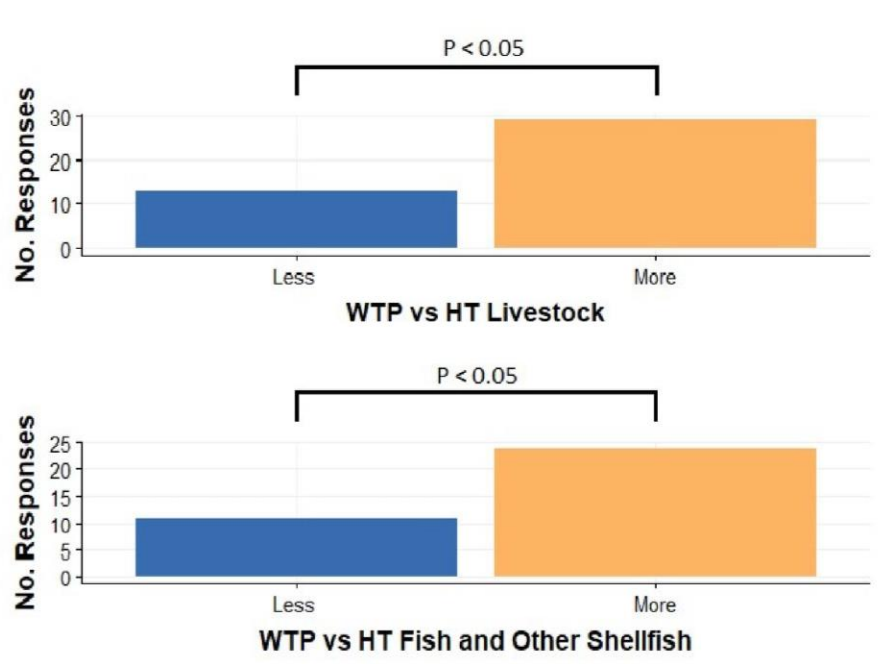 P < 0.05
No. Responses
30
20
10
0
Less More
WTP vs HT Livestock
P < 0.05
No. Responses
25
20
15
10
5
0
Less More
WTP vs HT Fish and Other Shellfish